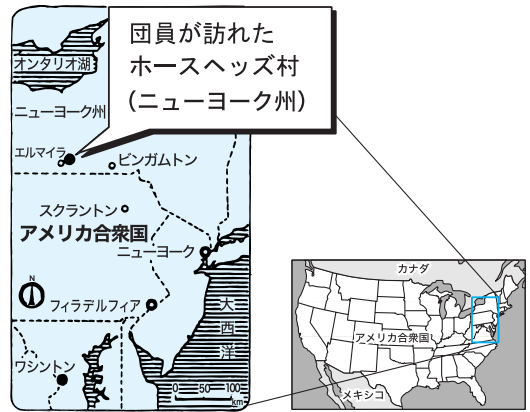 団員が訪れた
ホースヘッズ村
(ニューヨーク州)
オンタリオ湖
ニューヨーク州
エルマイラ
ビンガムトン
スクラントン
アメリカ合衆国
ニューヨーク
N
フィラデルフィア
大西洋
ワシントン
0 50 100
km
カナダ
アメリカ合衆国
メキシコ